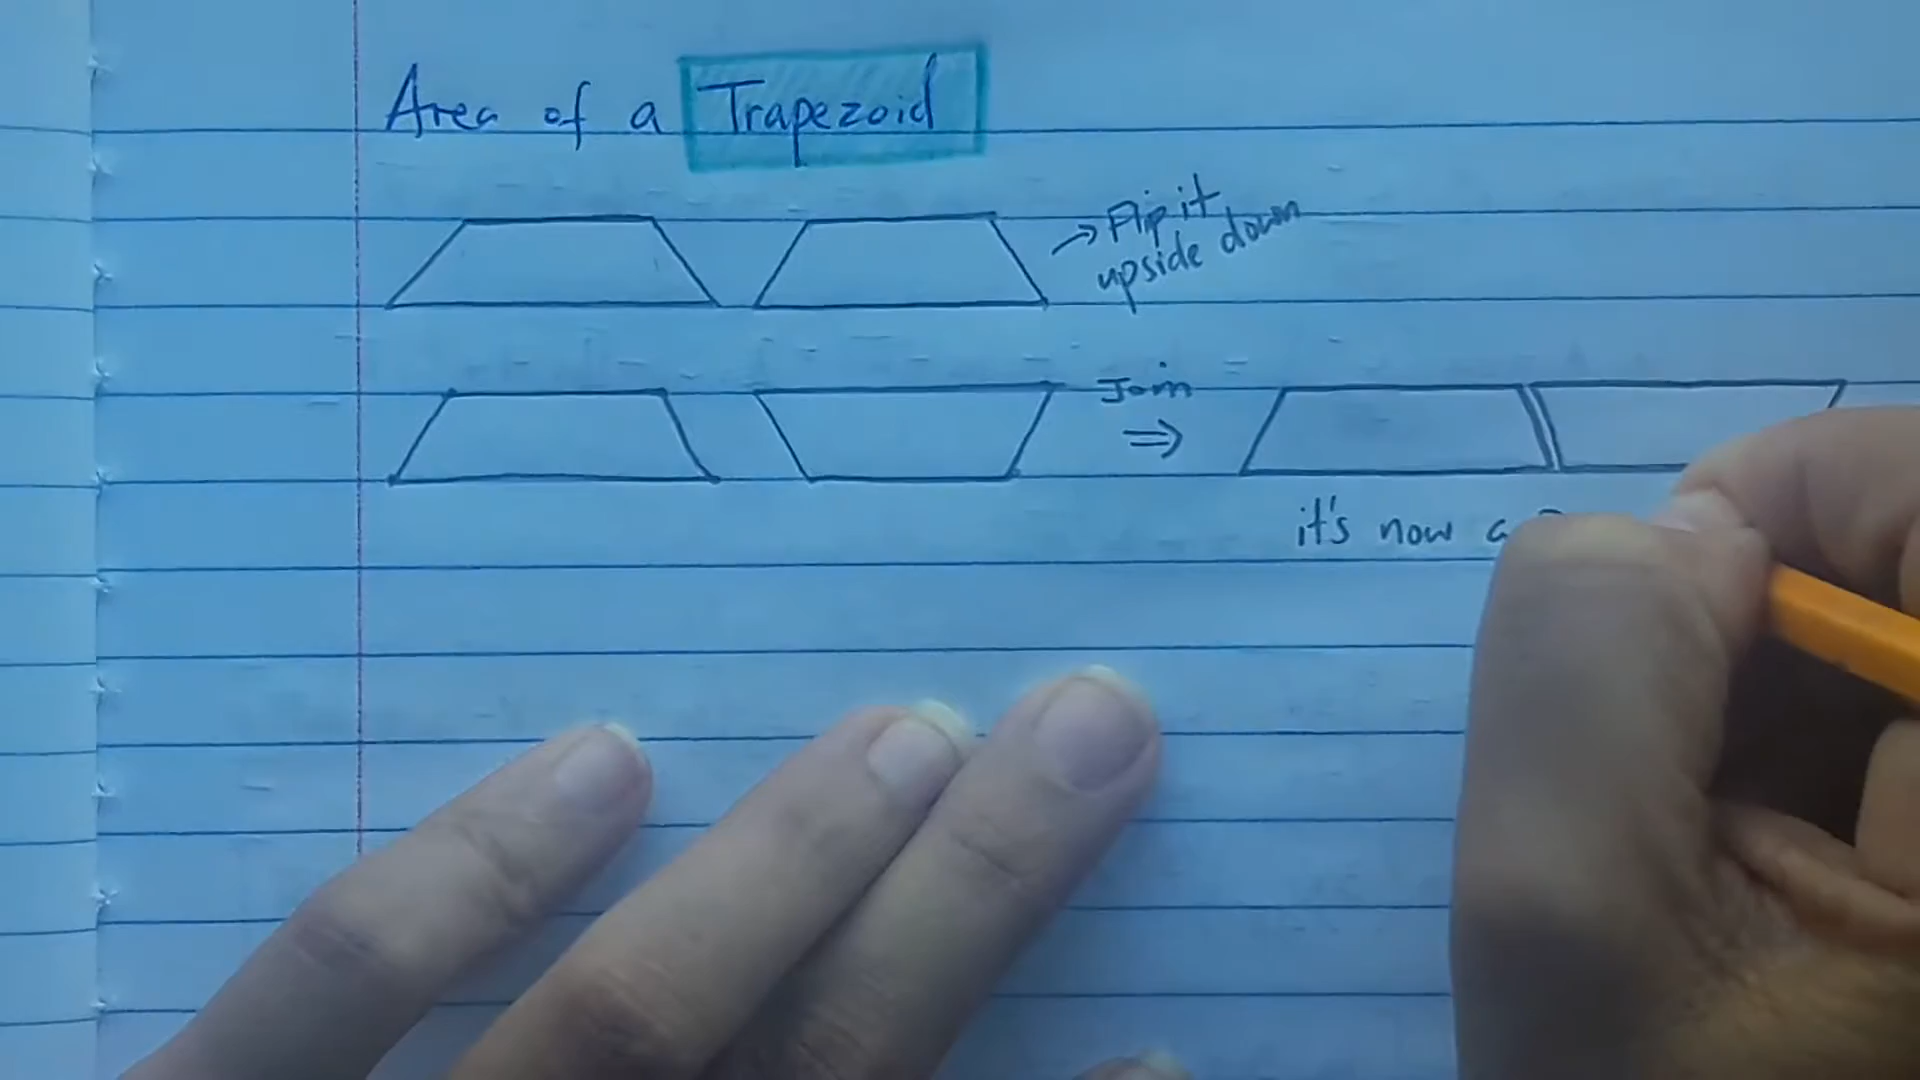 Area of a Trapezoid
→ Flip it
upside down
Join
⇒
it's now a